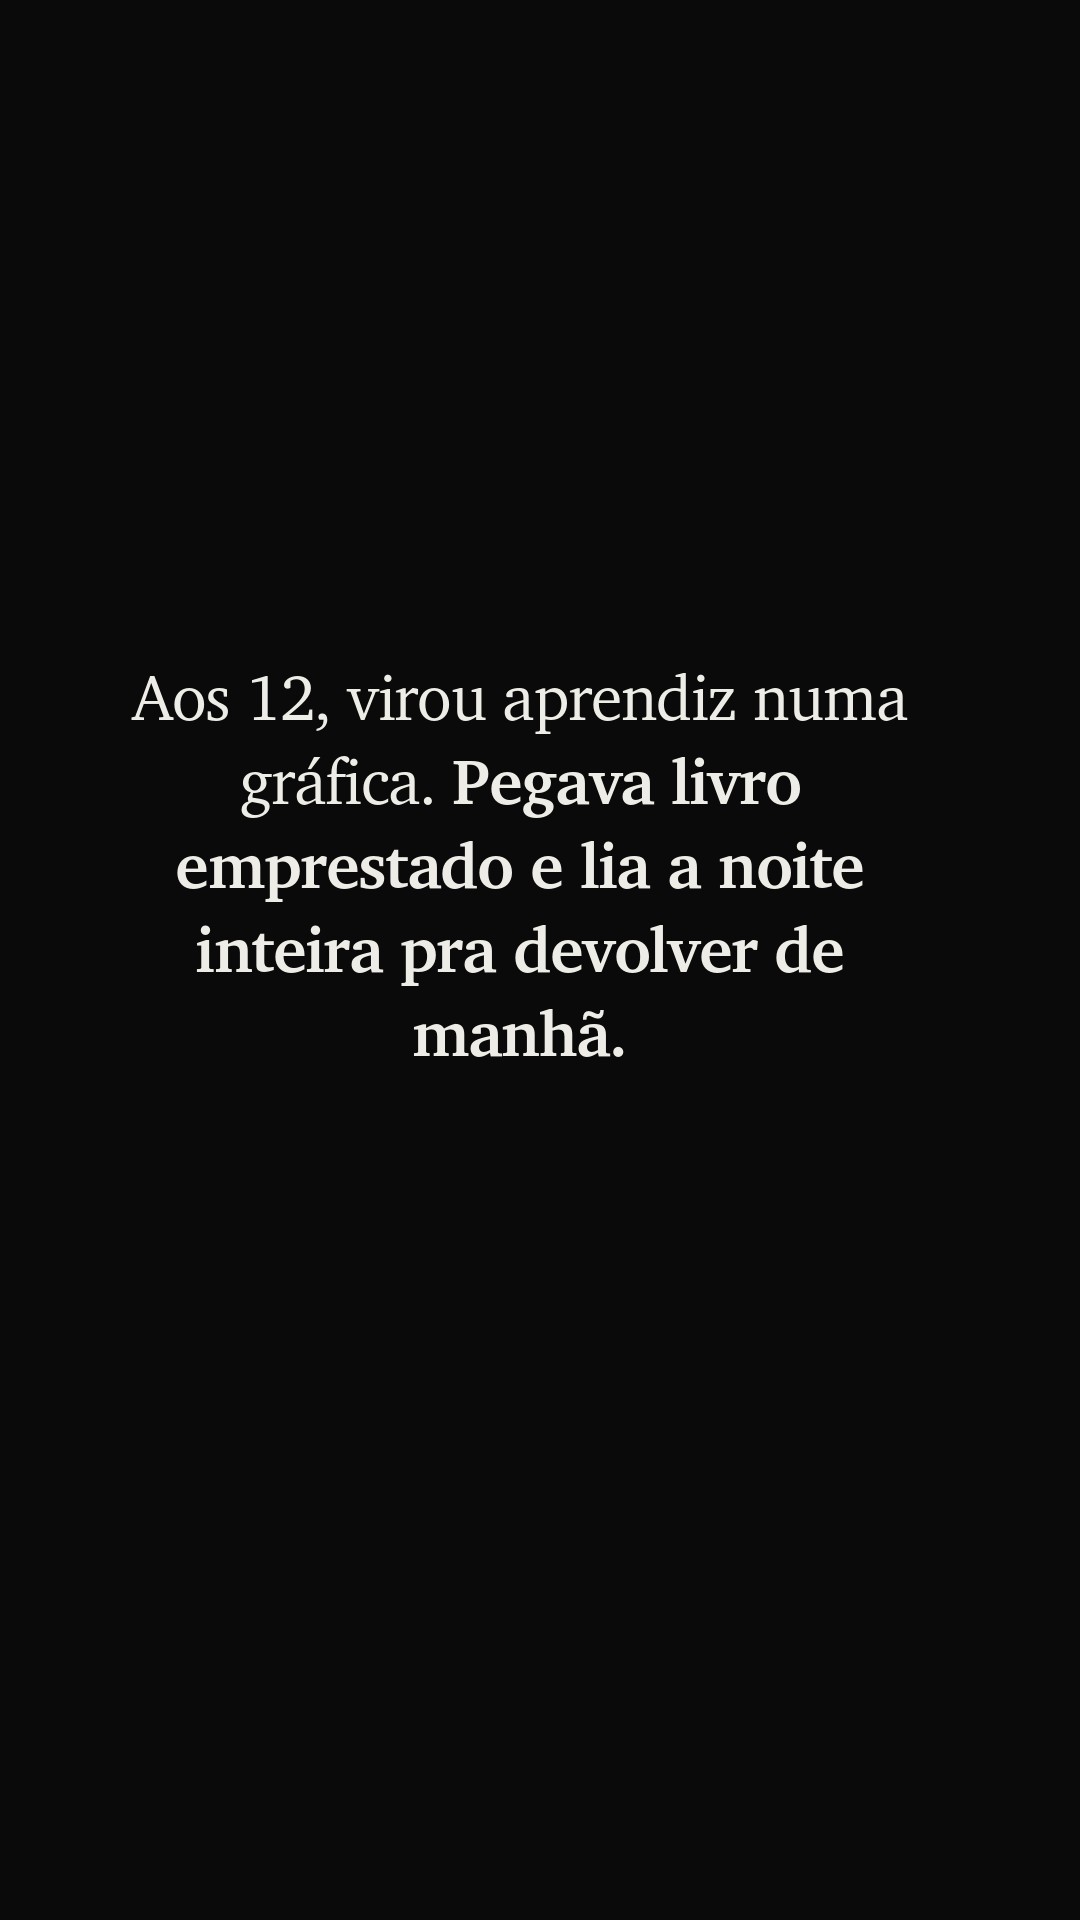 Aos 12, virou aprendiz numa
gráfica. Pegava livro
emprestado e lia a noite
inteira pra devolver de
manhã.